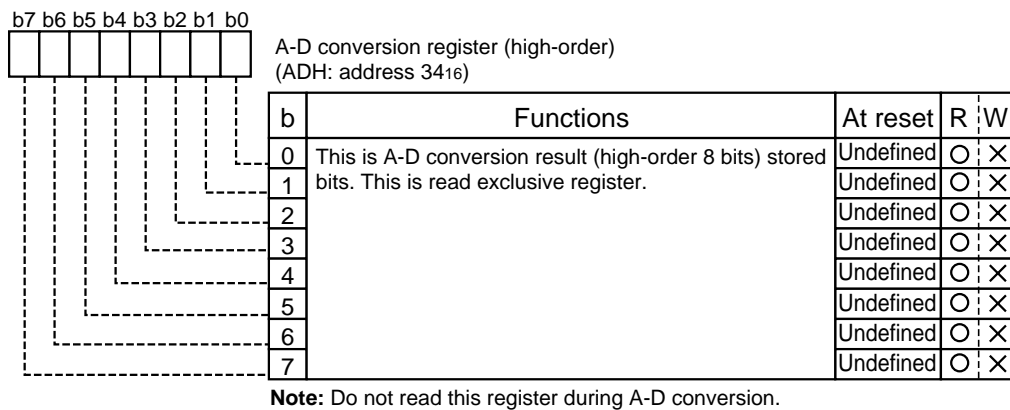 b7 b6 b5 b4 b3 b2 b1 b0
A-D conversion register (high-order)
(ADH: address 3416)
b Functions At reset R W
0 This is A-D conversion result (high-order 8 bits) stored Undefined O ×
1 bits. This is read exclusive register. Undefined O ×
2 Undefined O ×
3 Undefined O ×
4 Undefined O ×
5 Undefined O ×
6 Undefined O ×
7 Undefined O ×
Note: Do not read this register during A-D conversion.